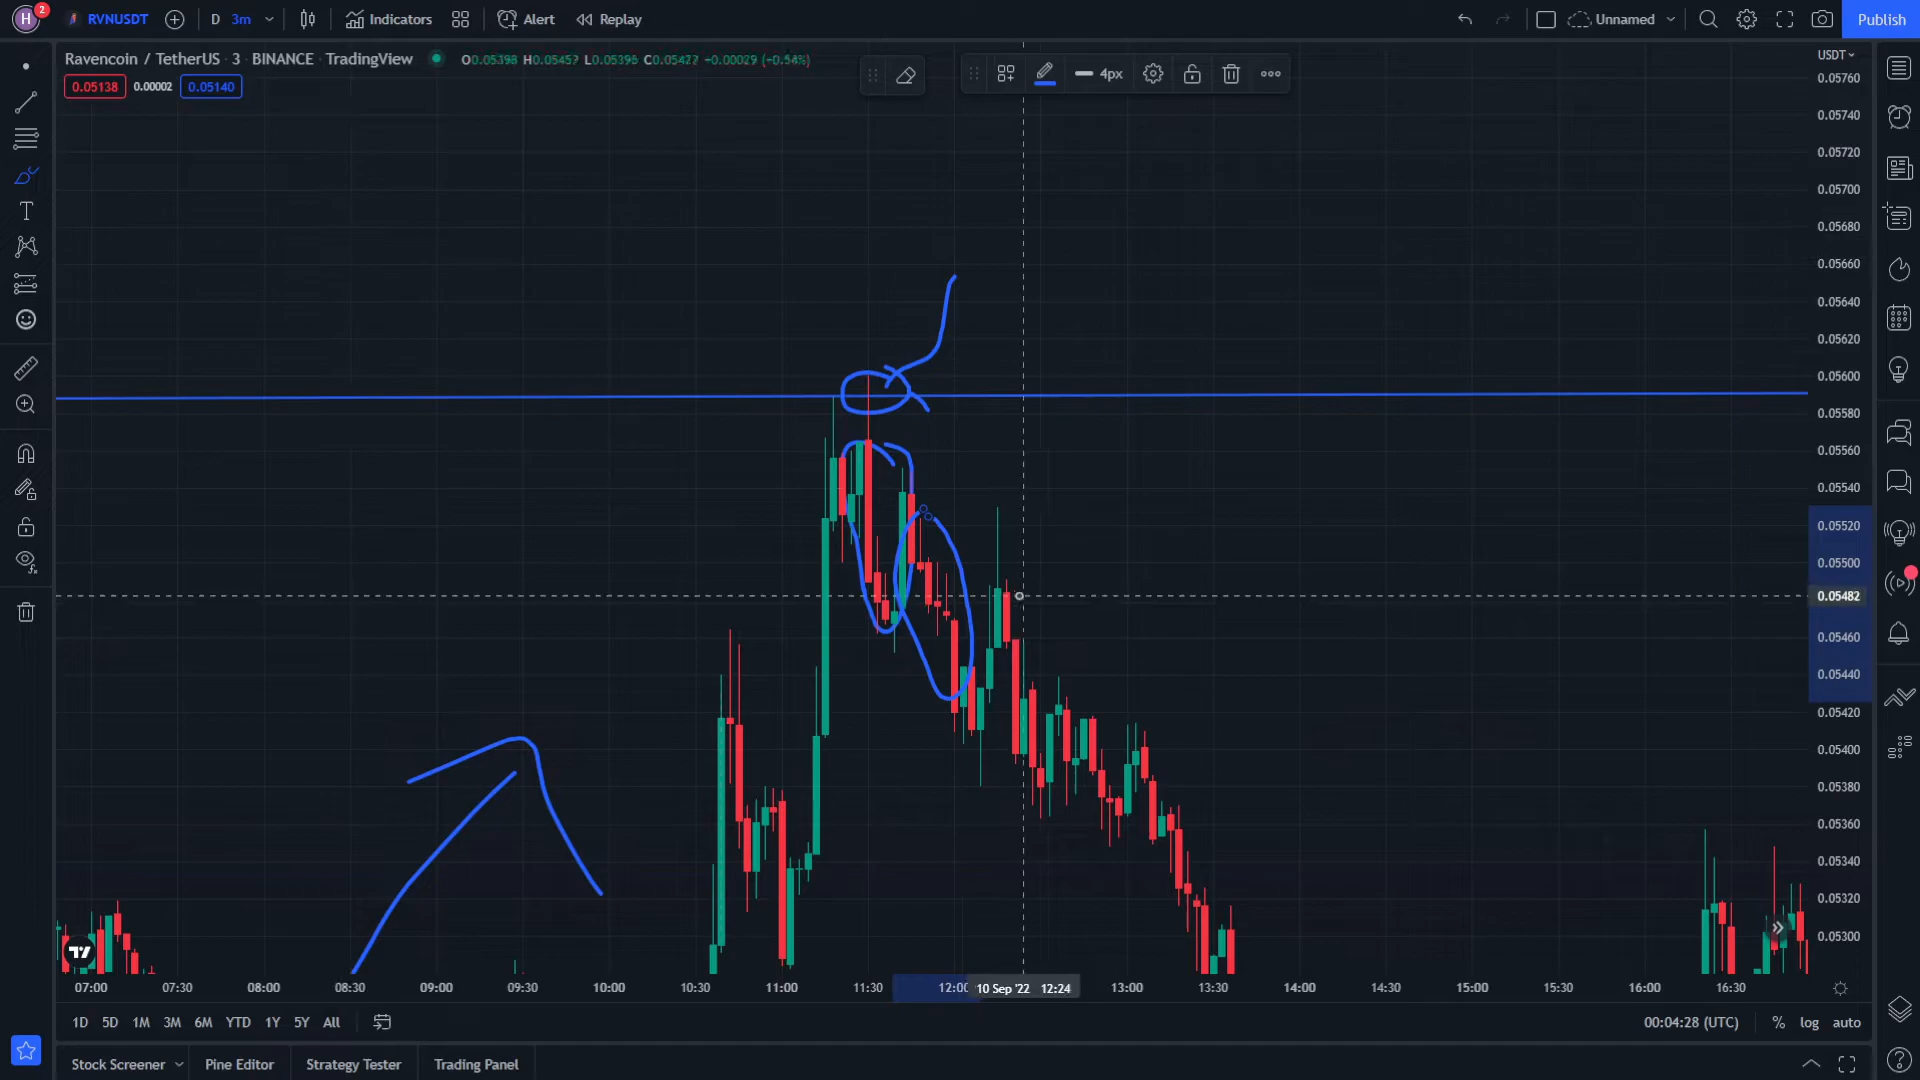 H 2 RVNUSDT D 3m Indicators Alert Replay Unnamed Publish
Ravencoin / TetherUS · 3 · BINANCE · TradingView O0.05398 H0.05457 L0.05395 C0.05427 +0.00029 (+0.54%)
USDT
0.05138 0.00002 0.05140
4px
T
0.05760
0.05740
0.05720
0.05700
0.05680
0.05660
0.05640
0.05620
0.05600
0.05580
0.05560
0.05540
0.05520
0.05500
0.05482
0.05460
0.05440
0.05420
0.05400
0.05380
0.05360
0.05340
0.05320
0.05300
07:00 07:30 08:00 08:30 09:00 09:30 10:00 10:30 11:00 11:30 12:00 10 Sep '22 12:24 13:00 13:30 14:00 14:30 15:00 15:30 16:00 16:30
1D 5D 1M 3M 6M YTD 1Y 5Y All 00:04:28 (UTC) % log auto
Stock Screener Pine Editor Strategy Tester Trading Panel